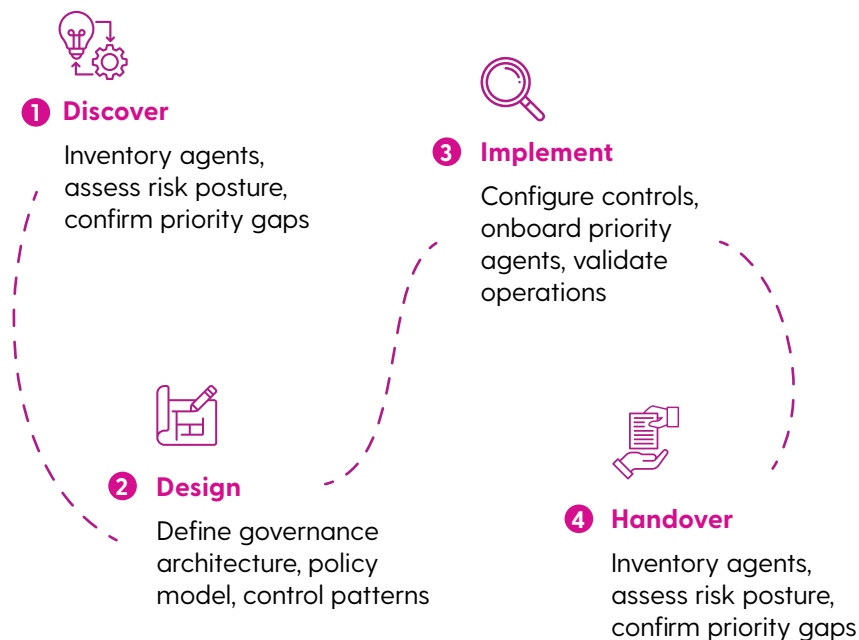 1 Discover
Inventory agents,
assess risk posture,
confirm priority gaps
2 Design
Define governance
architecture, policy
model, control patterns
3 Implement
Configure controls,
onboard priority
agents, validate
operations
4 Handover
Inventory agents,
assess risk posture,
confirm priority gaps